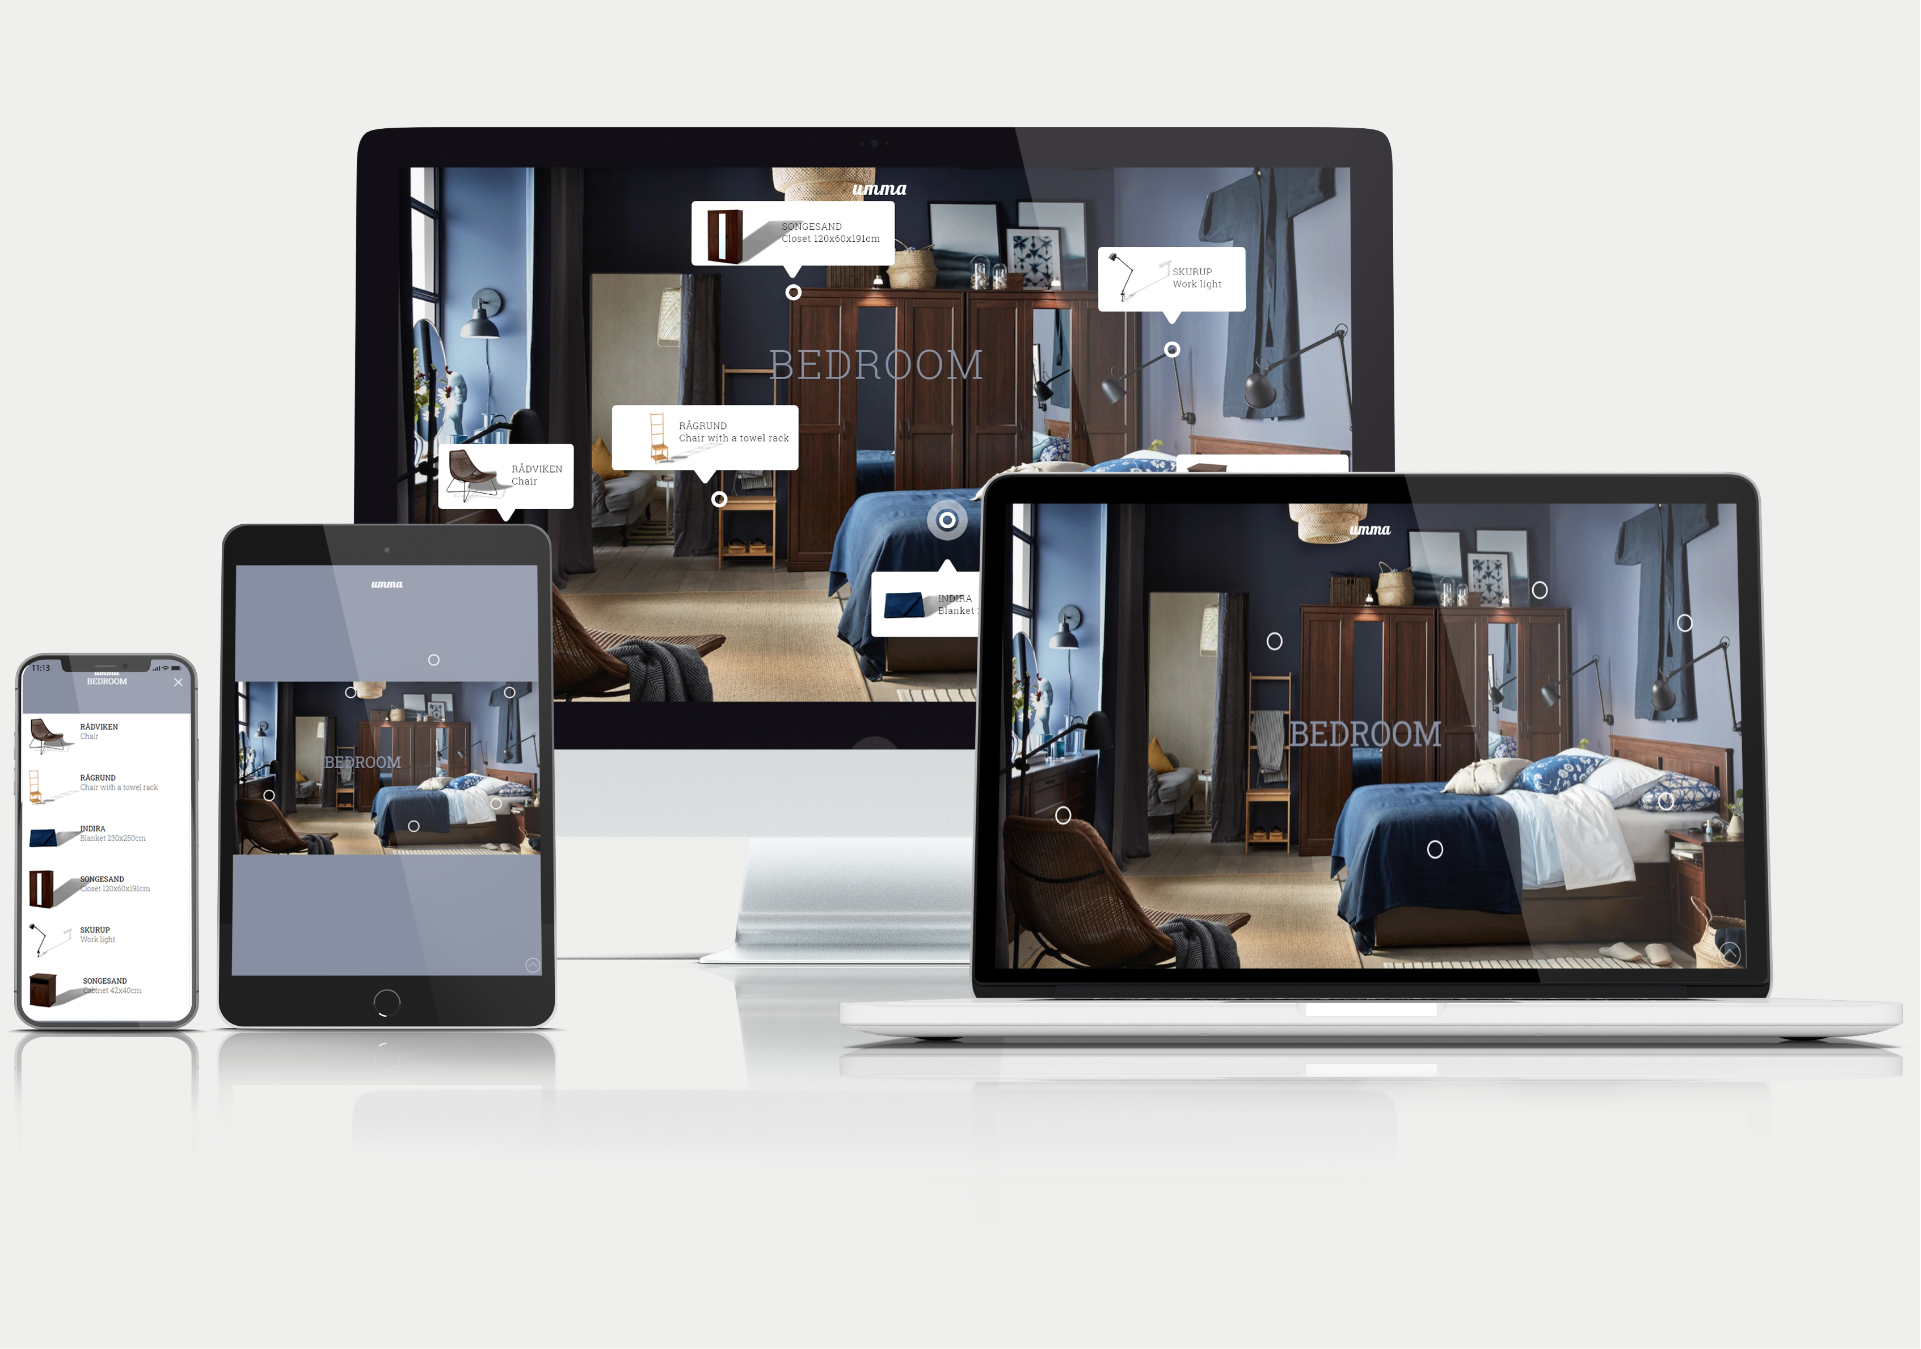 umma
SONGESAND
Closet 120x60x191cm
SKURUP
Work light
BEDROOM
RÅGRUND
Chair with a towel rack
RÅDVIKEN
Chair
INDIRA
Blanket
umma
BEDROOM
umma
BEDROOM
11:13
umma
BEDROOM
RÅDVIKEN
Chair
RÅGRUND
Chair with a towel rack
INDIRA
Blanket 230x250cm
SONGESAND
Closet 120x60x191cm
SKURUP
Work light
SONGESAND
Cabinet 42x40cm